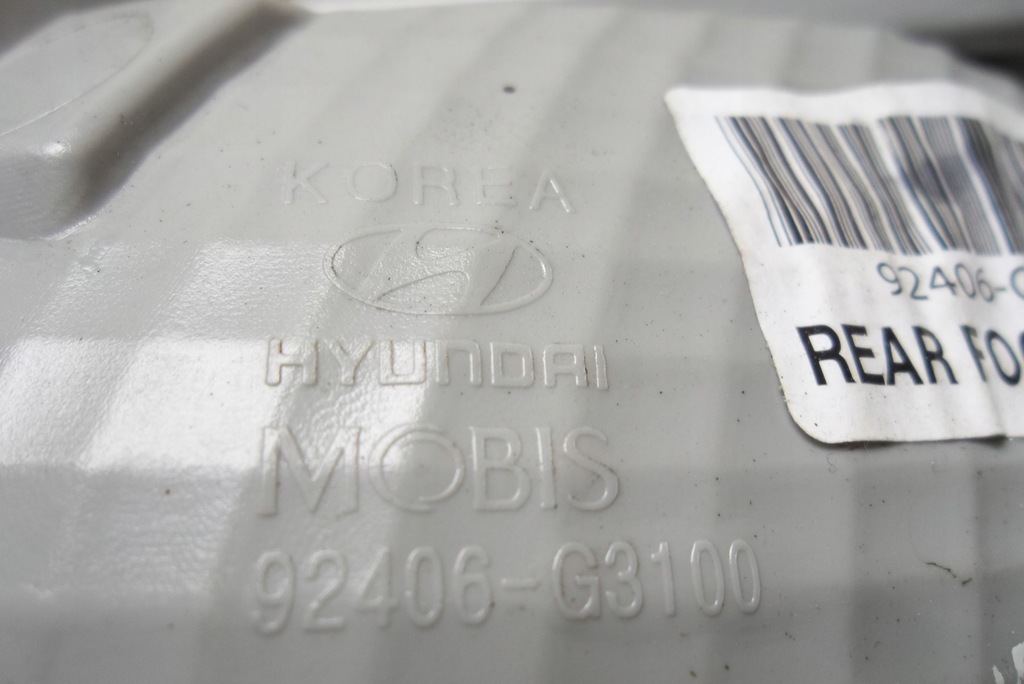 KOREA
HYUNDAI
MOBIS
92406-G3100
92406-G
REAR FO